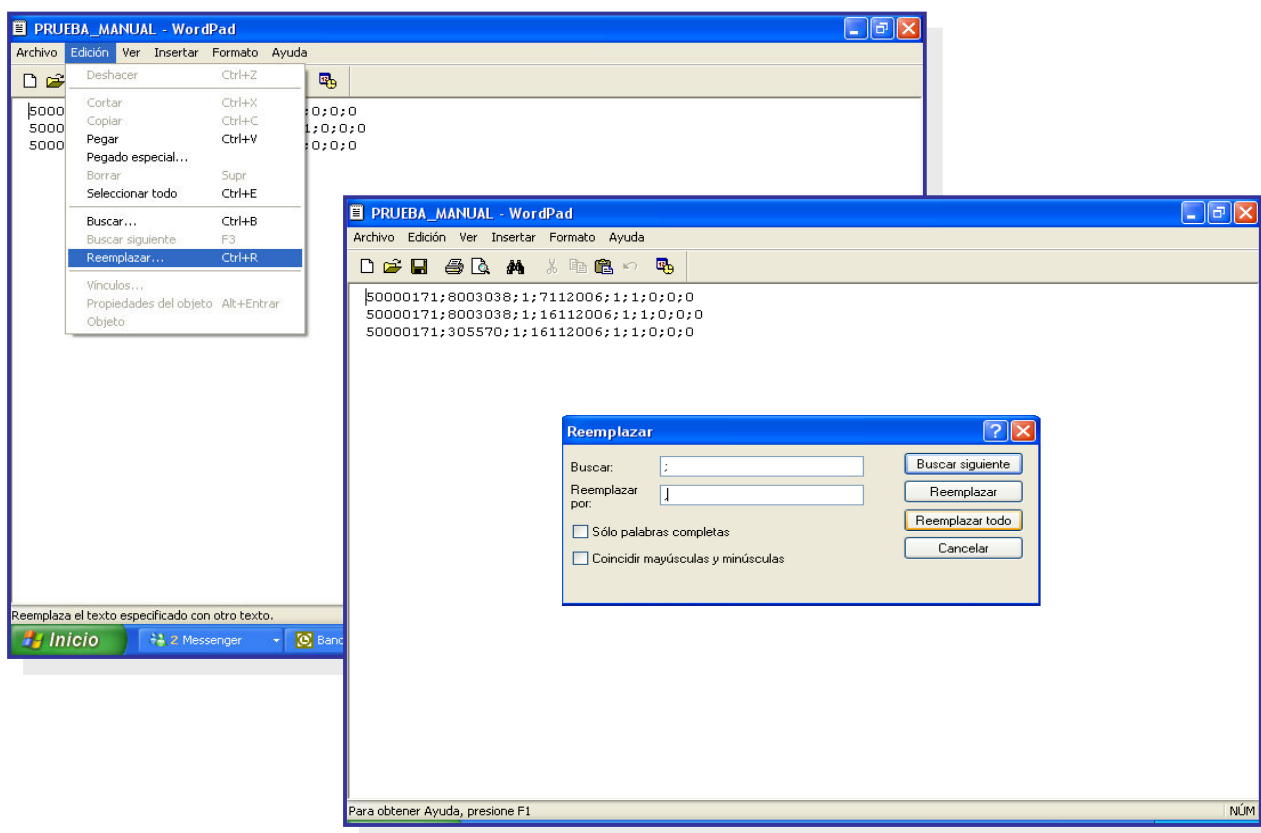 PRUEBA_MANUAL - WordPad
Archivo Edición Ver Insertar Formato Ayuda
Deshacer Ctrl+Z
Cortar Ctrl+X
Copiar Ctrl+C
Pegar Ctrl+V
Pegado especial...
Borrar Supr
Seleccionar todo Ctrl+E
Buscar... Ctrl+B
Buscar siguiente F3
Reemplazar... Ctrl+R
Vínculos...
Propiedades del objeto Alt+Entrar
Objeto
5000 ;0;0;0
5000 1;0;0;0
5000 ;0;0;0
Reemplaza el texto especificado con otro texto.
Inicio 2 Messenger Banc
PRUEBA_MANUAL - WordPad
Archivo Edición Ver Insertar Formato Ayuda
50000171;8003038;1;7112006;1;1;0;0;0
50000171;8003038;1;16112006;1;1;0;0;0
50000171;305570;1;16112006;1;1;0;0;0
Reemplazar
Buscar: ;
Buscar siguiente
Reemplazar
por: ,
Reemplazar
Sólo palabras completas
Reemplazar todo
Coincidir mayúsculas y minúsculas
Cancelar
Para obtener Ayuda, presione F1 NÚM